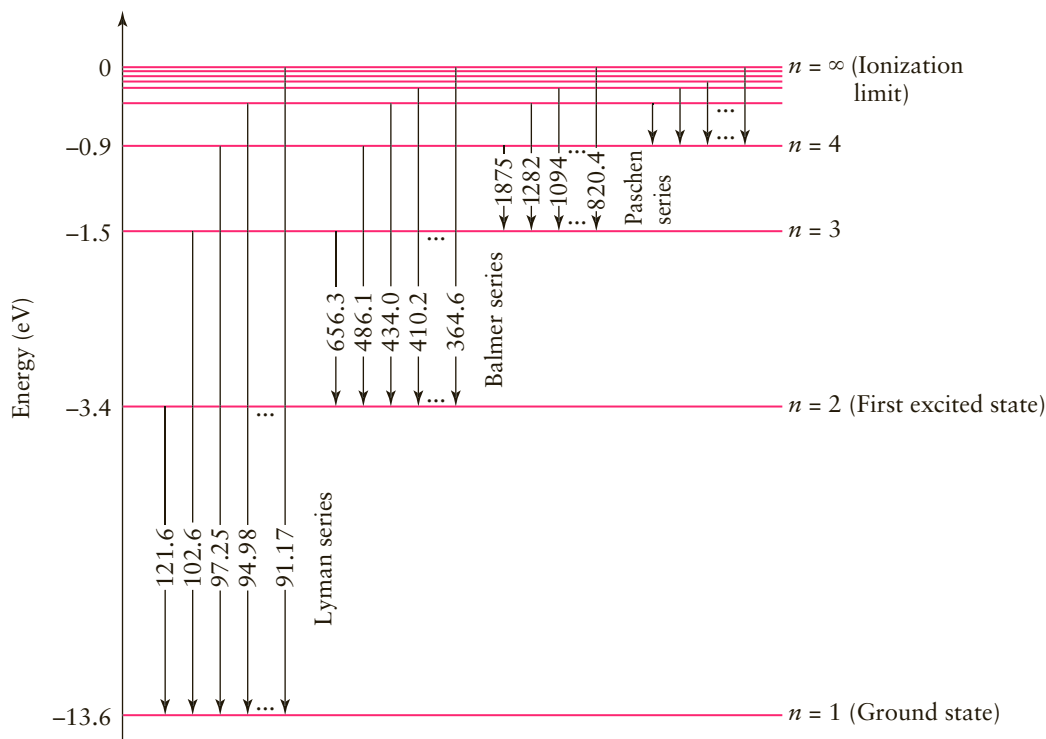 0
n = ∞ (Ionization
limit)
−0.9
n = 4
−1.5
n = 3
−3.4
n = 2 (First excited state)
−13.6
n = 1 (Ground state)
Energy (eV)
121.6
102.6
97.25
94.98
91.17
...
...
Lyman series
656.3
486.1
434.0
410.2
364.6
...
...
Balmer series
1875
1282
1094
820.4
...
...
Paschen
series
...
...